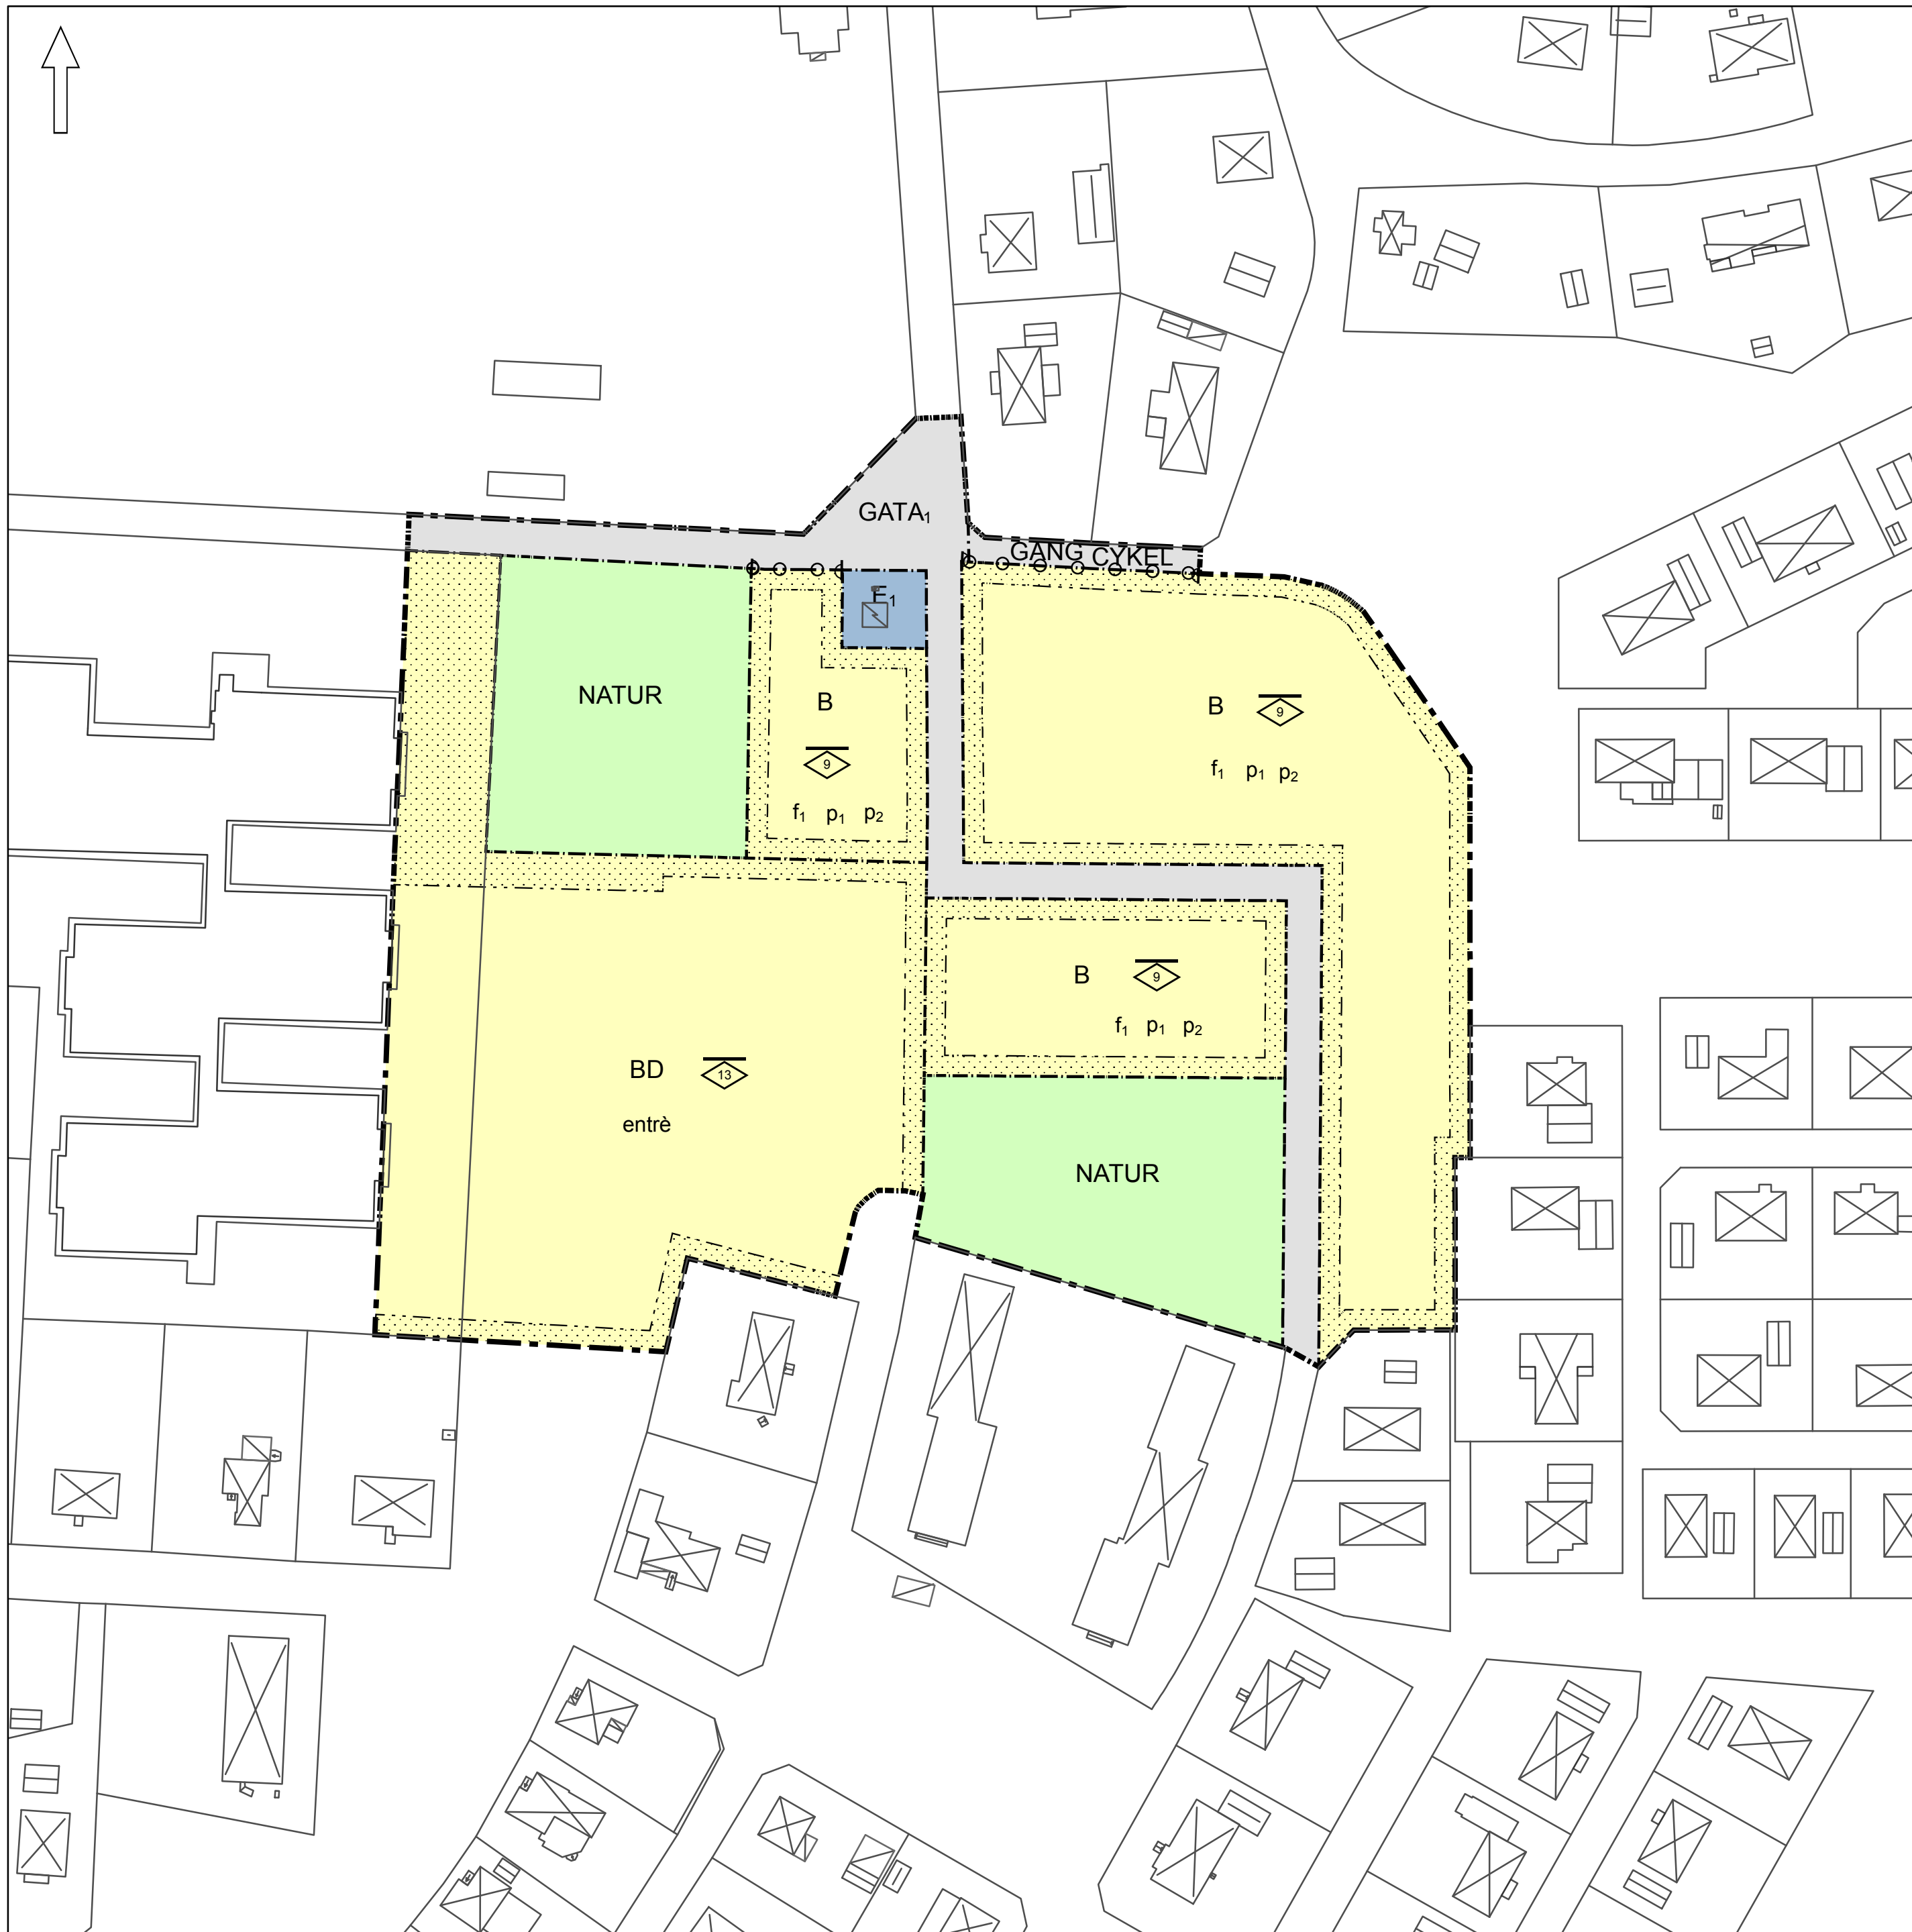 GATA₁
GANG CYKEL
E₁
NATUR
B
9
f₁ p₁ p₂
B 9
f₁ p₁ p₂
B 9
f₁ p₁ p₂
BD 13
entrè
NATUR